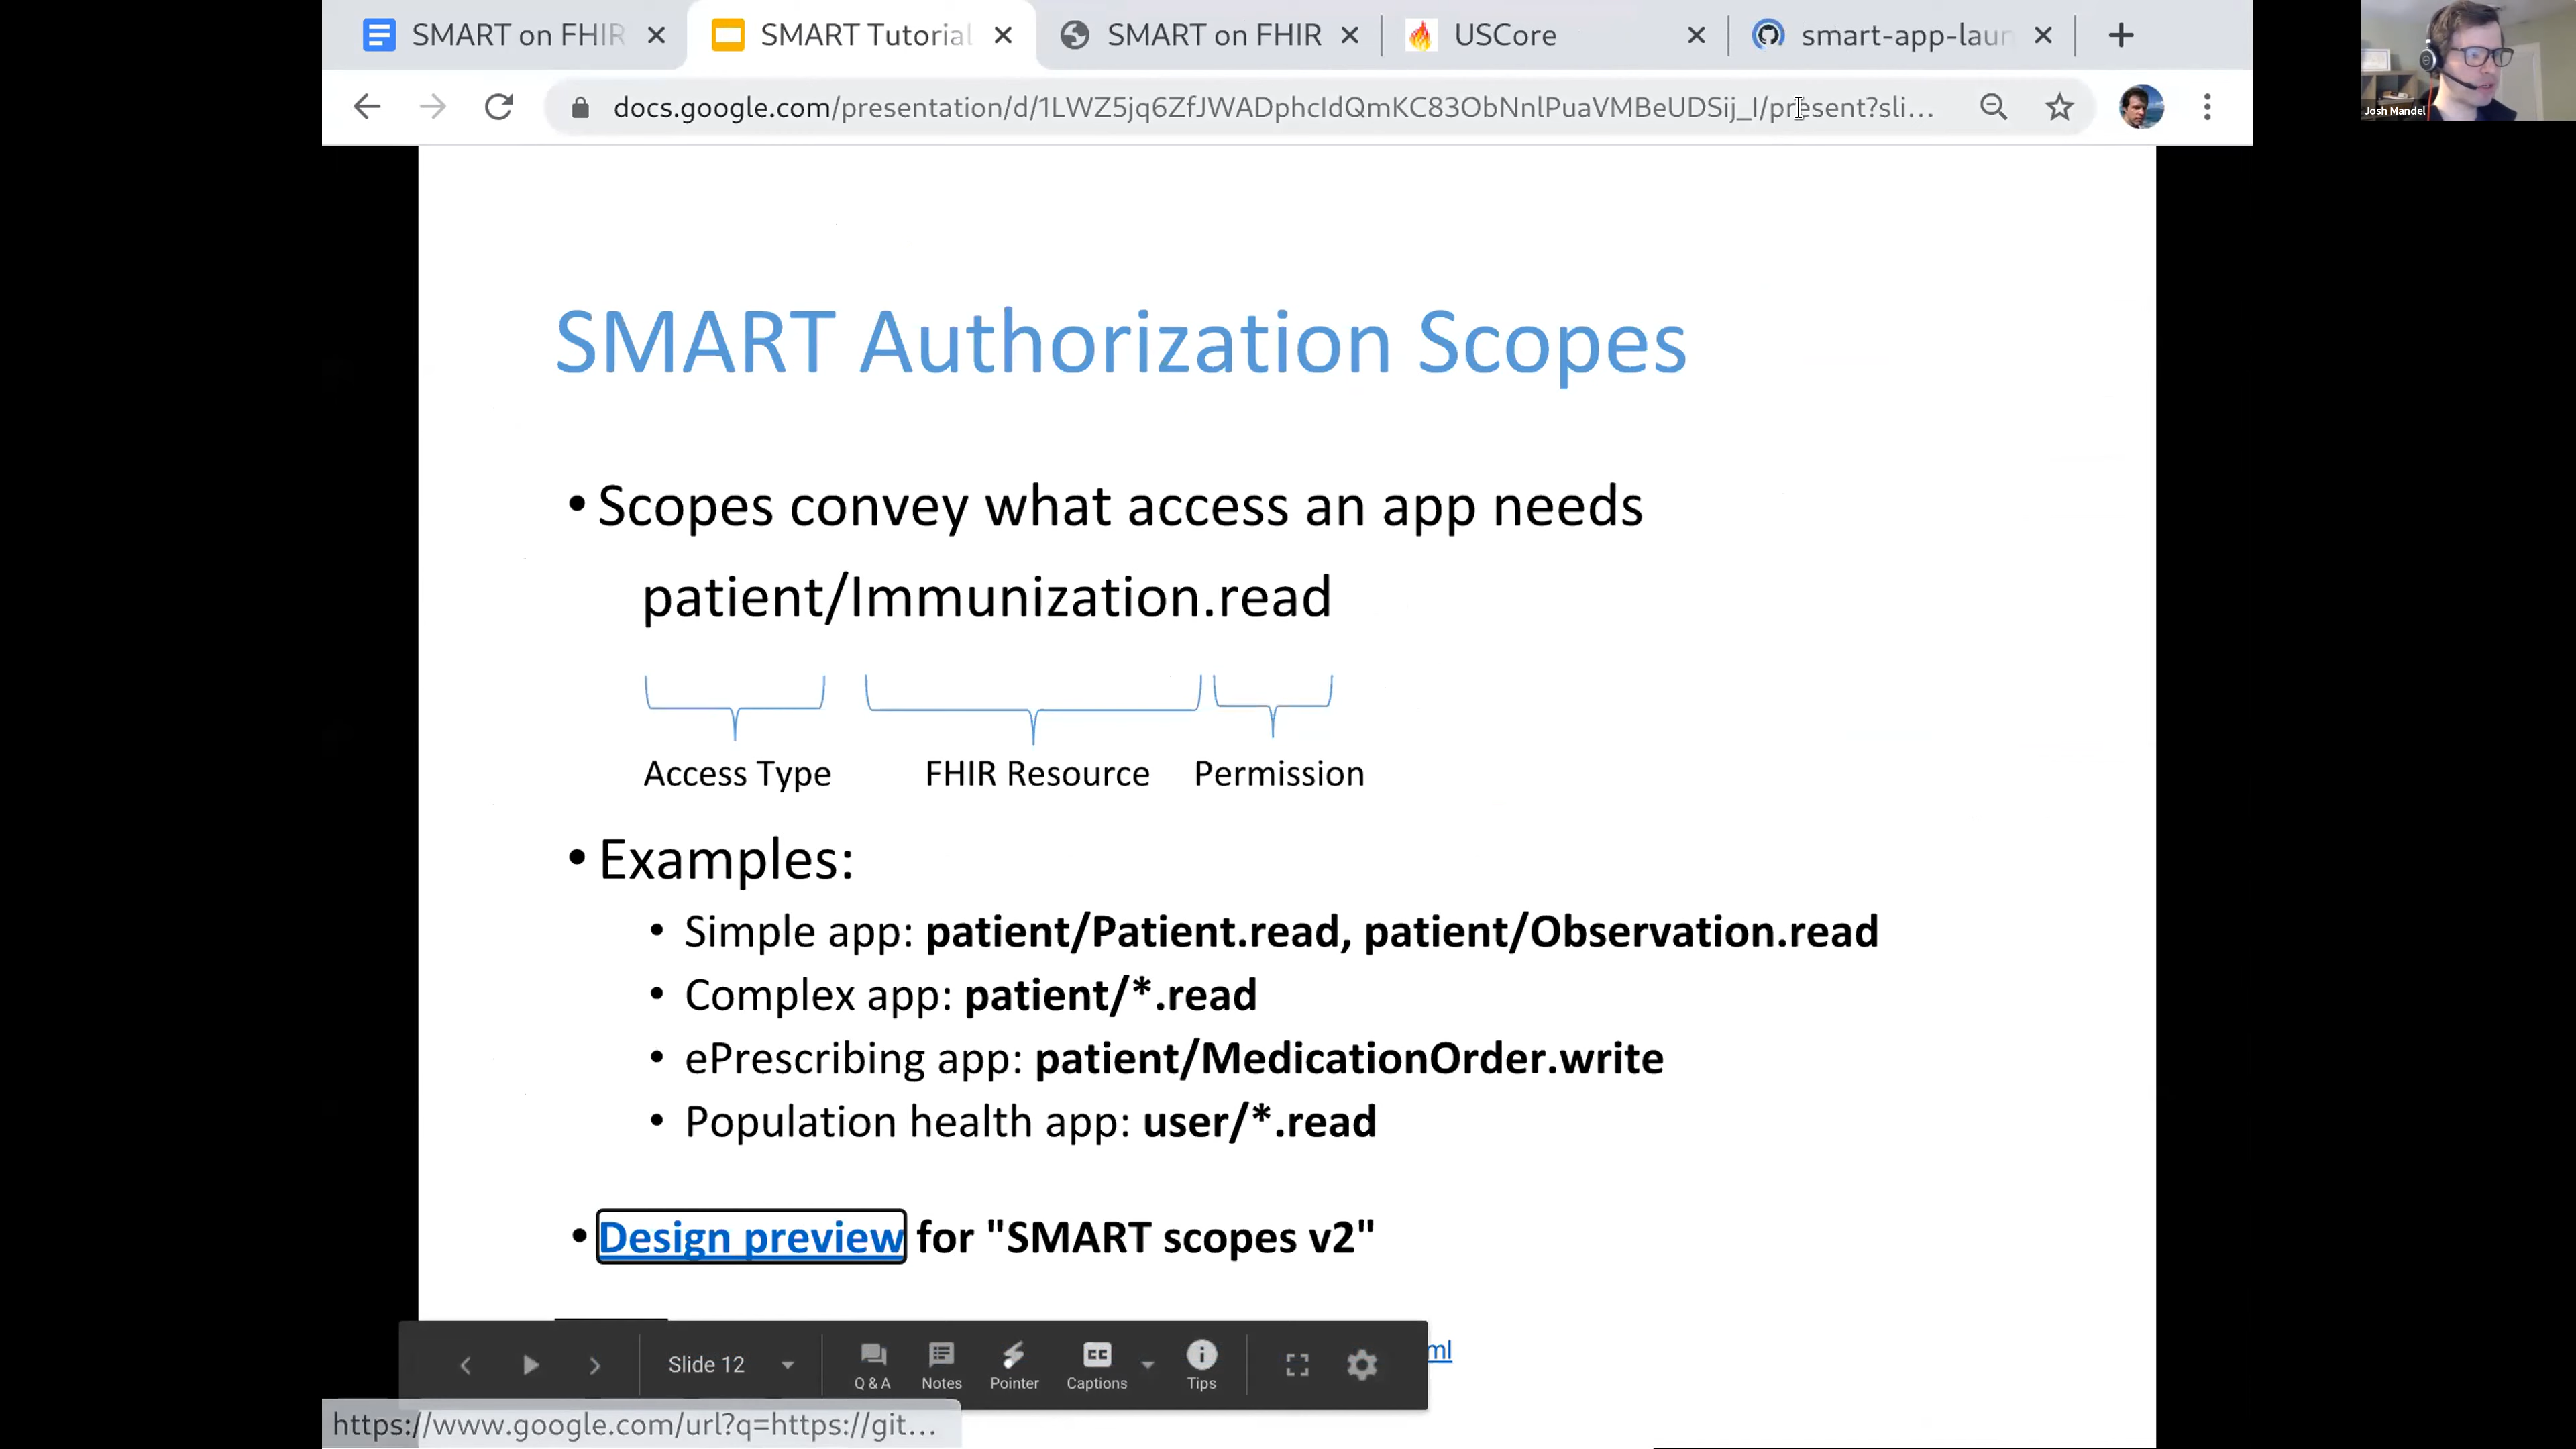 SMART on FHIR
SMART Tutorial
SMART on FHIR
USCore
smart-app-laun
docs.google.com/presentation/d/1LWZ5jq6ZfJWADphcIdQmKC83ObNnlPuaVMBeUDSij_I/present?sli...
Josh Mandel
SMART Authorization Scopes
• Scopes convey what access an app needs
patient/Immunization.read
Access Type FHIR Resource Permission
• Examples:
• Simple app: patient/Patient.read, patient/Observation.read
• Complex app: patient/*.read
• ePrescribing app: patient/MedicationOrder.write
• Population health app: user/*.read
• Design preview for "SMART scopes v2"
ml
Slide 12
Q & A Notes Pointer Captions Tips
https://www.google.com/url?q=https://git...